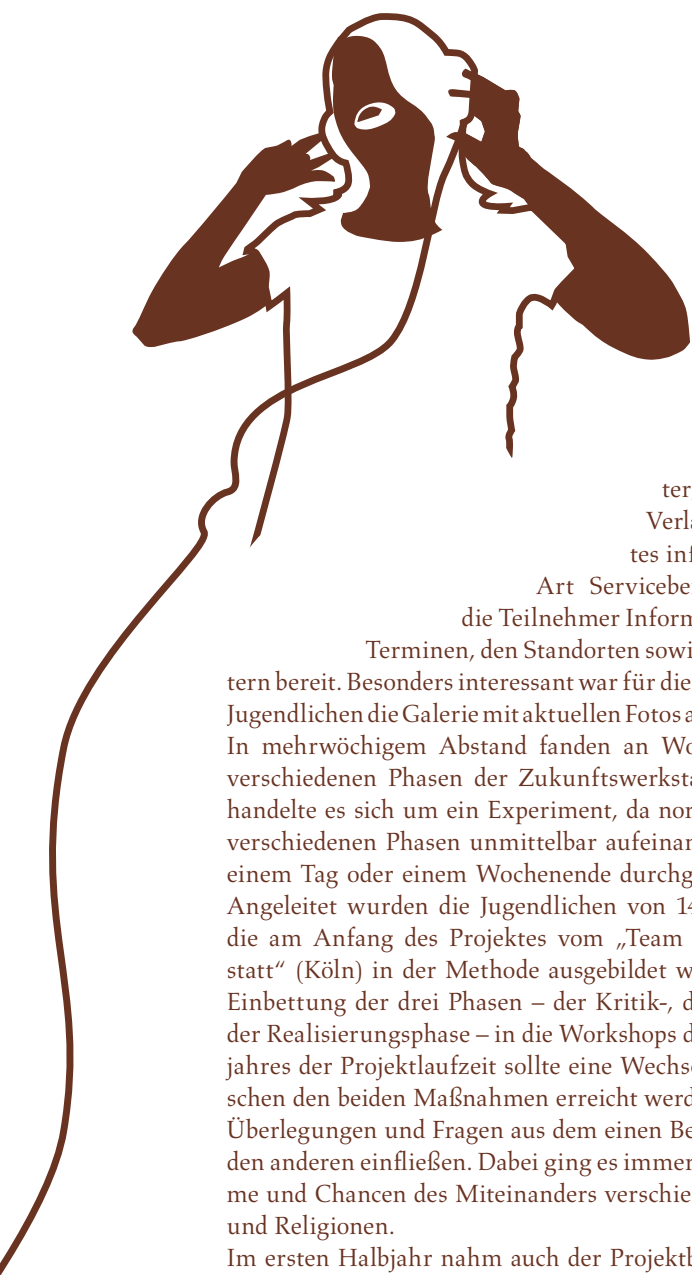 ter,
Verla
tes inf
Art Servicebe
die Teilnehmer Inform
Terminen, den Standorten sowi
tern bereit. Besonders interessant war für die
Jugendlichen die Galerie mit aktuellen Fotos a
In mehrwöchigem Abstand fanden an Wo
verschiedenen Phasen der Zukunftswerksta
handelte es sich um ein Experiment, da nor
verschiedenen Phasen unmittelbar aufeinan
einem Tag oder einem Wochenende durchg
Angeleitet wurden die Jugendlichen von 14
die am Anfang des Projektes vom „Team
statt“ (Köln) in der Methode ausgebildet w
Einbettung der drei Phasen – der Kritik-, d
der Realisierungsphase – in die Workshops d
jahres der Projektlaufzeit sollte eine Wechs
schen den beiden Maßnahmen erreicht werd
Überlegungen und Fragen aus dem einen Be
den anderen einfließen. Dabei ging es immer
me und Chancen des Miteinanders verschie
und Religionen.
Im ersten Halbjahr nahm auch der Projekt